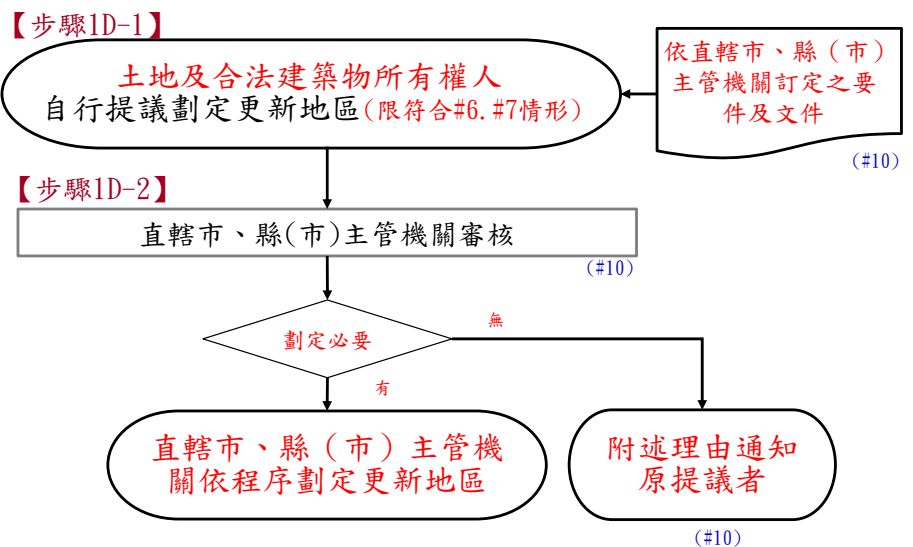 【步驟1D-1】
土地及合法建築物所有權人
自行提議劃定更新地區(限符合#6.#7情形)
依直轄市、縣（市）
主管機關訂定之要
件及文件
(#10)
【步驟1D-2】
直轄市、縣(市)主管機關審核
(#10)
劃定必要
無
有
直轄市、縣（市）主管機
關依程序劃定更新地區
附述理由通知
原提議者
(#10)